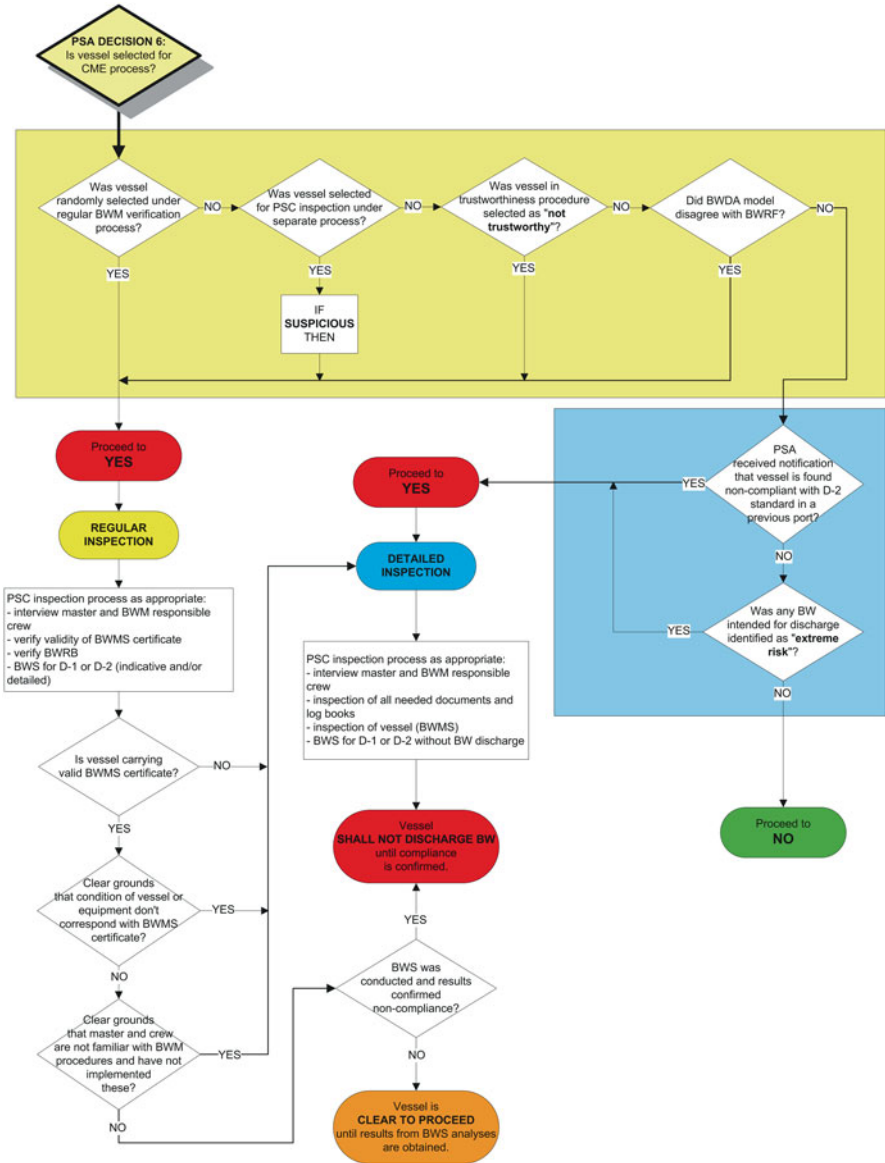 PSA DECISION 6:
Is vessel selected for
CME process?
Was vessel
randomly selected under
regular BWM verification
process?
NO
Was vessel selected
for PSC inspection under
separate process?
NO
Was vessel in
trustworthiness procedure
selected as "not
trustworthy"?
NO
Did BWDA model
disagree with BWRF?
NO
YES
YES
YES
YES
IF
SUSPICIOUS
THEN
Proceed to
YES
REGULAR
INSPECTION
PSC inspection process as appropriate:
- interview master and BWM responsible
crew
- verify validity of BWMS certificate
- verify BWRB
- BWS for D-1 or D-2 (indicative and/or
detailed)
Is vessel carrying
valid BWMS certificate?
NO
YES
Clear grounds
that condition of vessel or
equipment don't
correspond with BWMS
certificate?
YES
NO
Clear grounds
that master and crew
are not familiar with BWM
procedures and have not
implemented
these?
YES
NO
Proceed to
YES
DETAILED
INSPECTION
PSC inspection process as appropriate:
- interview master and BWM responsible
crew
- inspection of all needed documents and
log books
- inspection of vessel (BWMS)
- BWS for D-1 or D-2 without BW discharge
Vessel
SHALL NOT DISCHARGE BW
until compliance
is confirmed.
YES
BWS was
conducted and results
confirmed
non-compliance?
NO
Vessel is
CLEAR TO PROCEED
until results from BWS analyses
are obtained.
PSA
received notification
that vessel is found
non-compliant with D-2
standard in a
previous port?
YES
NO
Was any BW
intended for discharge
identified as "extreme
risk"?
YES
NO
Proceed to
NO